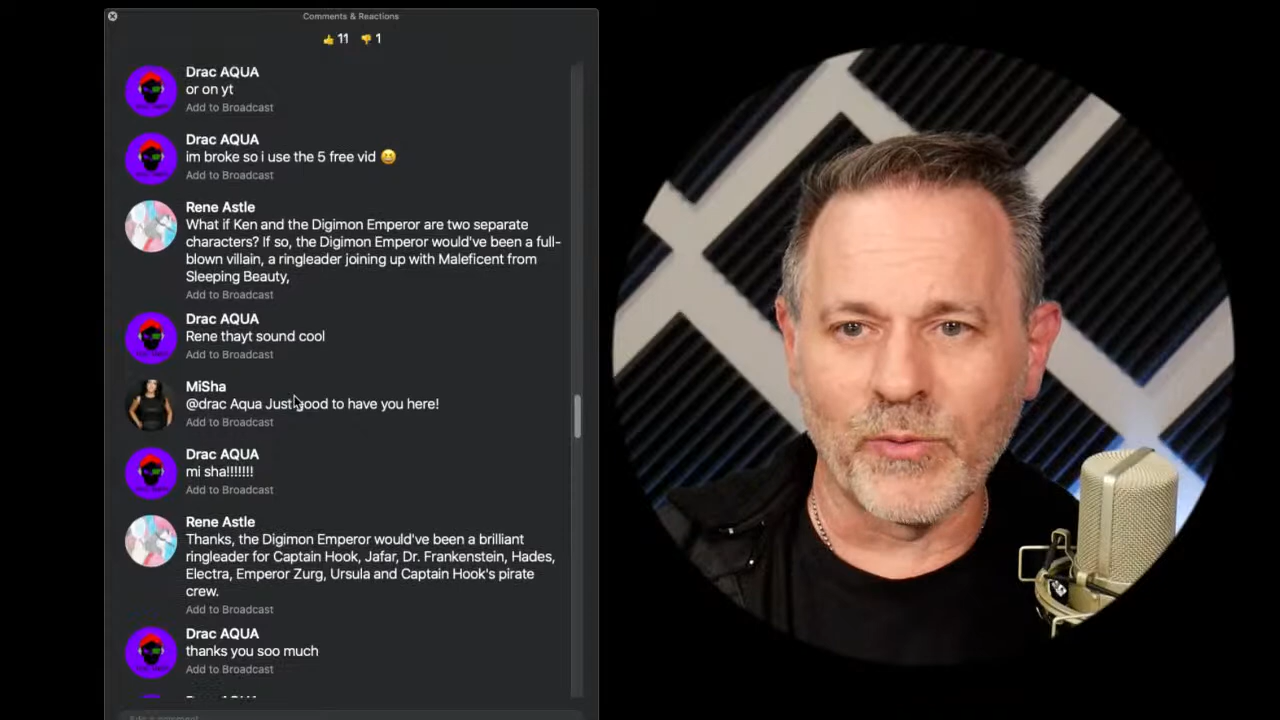 Comments & Reactions
👍 11 👎 1
Drac AQUA
or on yt
Add to Broadcast
Drac AQUA
im broke so i use the 5 free vid 😆
Add to Broadcast
Rene Astle
What if Ken and the Digimon Emperor are two separate
characters? If so, the Digimon Emperor would've been a full-
blown villain, a ringleader joining up with Maleficent from
Sleeping Beauty,
Add to Broadcast
Drac AQUA
Rene thayt sound cool
Add to Broadcast
MiSha
@drac Aqua Just good to have you here!
Add to Broadcast
Drac AQUA
mi sha!!!!!!!
Add to Broadcast
Rene Astle
Thanks, the Digimon Emperor would've been a brilliant
ringleader for Captain Hook, Jafar, Dr. Frankenstein, Hades,
Electra, Emperor Zurg, Ursula and Captain Hook's pirate
crew.
Add to Broadcast
Drac AQUA
thanks you soo much
Add to Broadcast